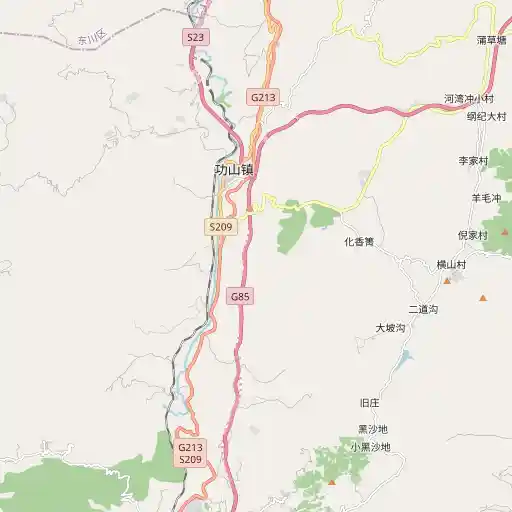 S23
东川区
蒲草塘
G213
河湾冲小村
纲纪大村
李家村
功山镇
羊毛冲
S209
倪家村
化香箐
横山村
G85
二道沟
大坡沟
旧庄
黑沙地
G213
S209
小黑沙地